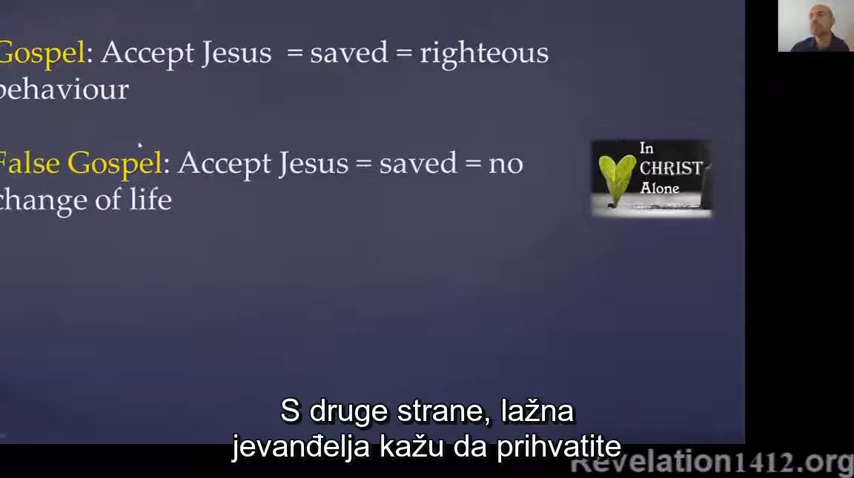 Gospel: Accept Jesus = saved = righteous
behaviour
False Gospel: Accept Jesus = saved = no
change of life
In
CHRIST
Alone
S druge strane, lažna
jevanđelja kažu da prihvatite
Revelation1412.org